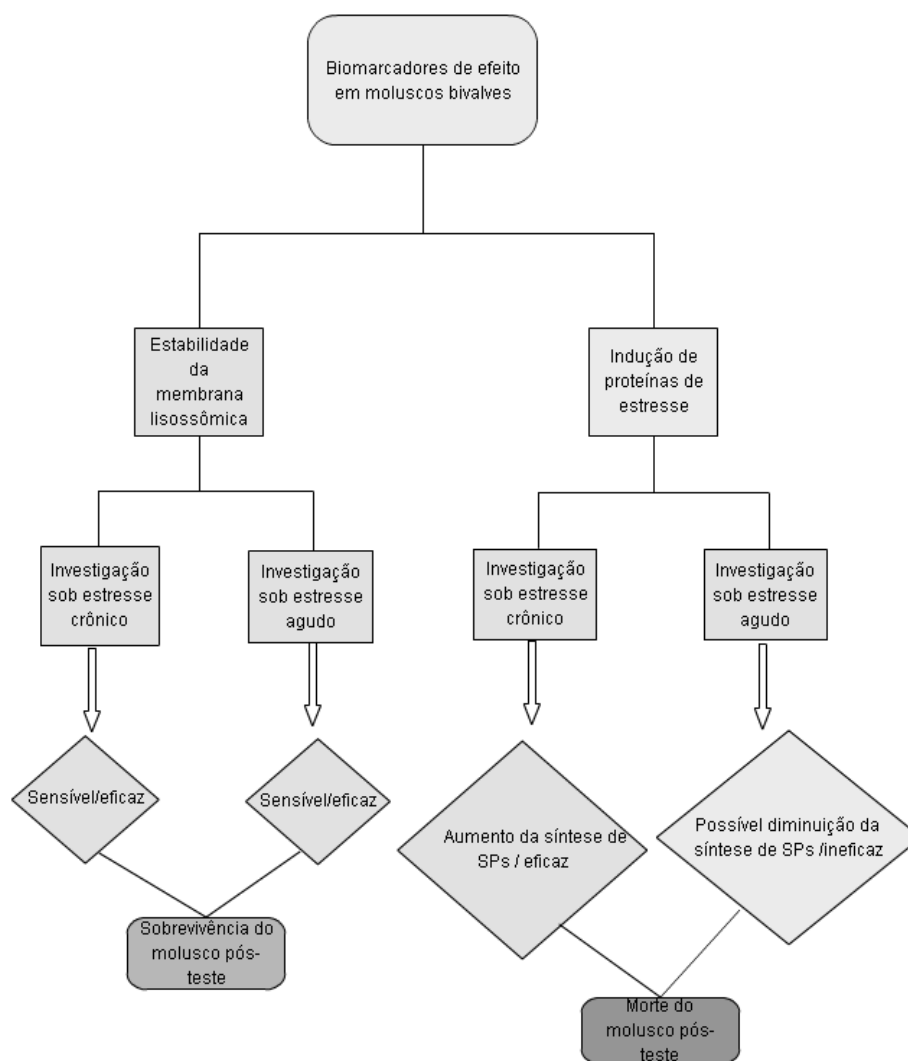 Biomarcadores de efeito
em moluscos bivalves
Estabilidade
da
membrana
lisossômica
Indução de
proteínas de
estresse
Investigação
sob estresse
crônico
Investigação
sob estresse
agudo
Investigação
sob estresse
crônico
Investigação
sob estresse
agudo
Sensível/eficaz
Sensível/eficaz
Aumento da síntese de
SPs / eficaz
Possível diminuição da
síntese de SPs /ineficaz
Sobrevivência do
molusco pós-
teste
Morte do
molusco pós-
teste